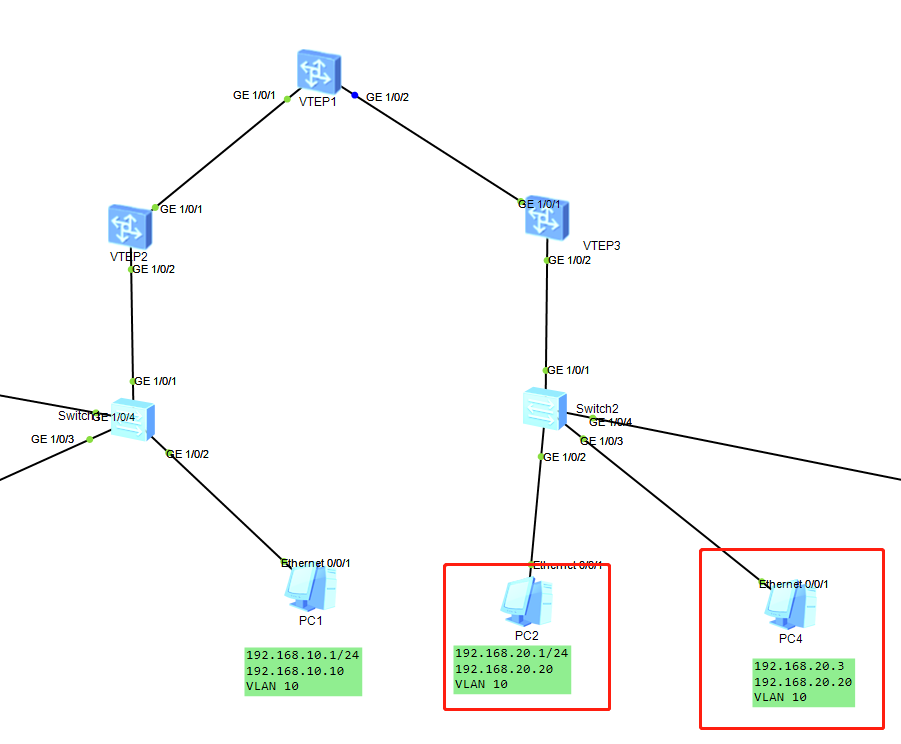 GE 1/0/1
GE 1/0/2
VTEP1
GE 1/0/1
GE 1/0/1
VTEP2
VTEP3
GE 1/0/2
GE 1/0/2
GE 1/0/1
GE 1/0/1
Switch
GE 1/0/4
Switch2
GE 1/0/4
GE 1/0/3
GE 1/0/3
GE 1/0/2
GE 1/0/2
Ethernet 0/0/1
Ethernet 0/0/1
Ethernet 0/0/1
PC1
PC2
PC4
192.168.10.1/24
192.168.10.10
VLAN 10
192.168.20.1/24
192.168.20.20
VLAN 10
192.168.20.3
192.168.20.20
VLAN 10